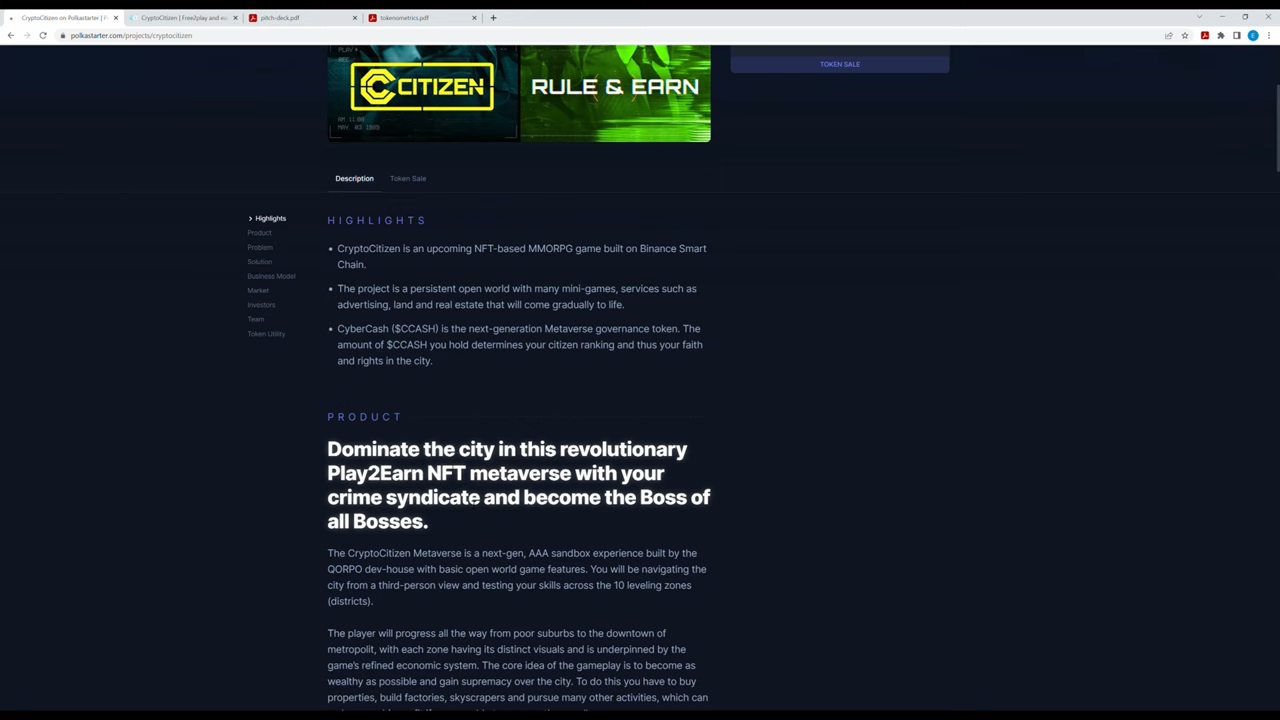 CryptoCitizen on Polkastarter | P
CryptoCitizen | Free2play and ea
pitch-deck.pdf
tokenometrics.pdf
polkastarter.com/projects/cryptocitizen
E
PLAY
REC
CITIZEN
AM 11:00
RULE & EARN
TOKEN SALE
Description
Token Sale
Highlights
Product
Problem
Solution
Business Model
Market
Investors
Team
Token Utility
HIGHLIGHTS
• CryptoCitizen is an upcoming NFT-based MMORPG game built on Binance Smart
Chain.
• The project is a persistent open world with many mini-games, services such as
advertising, land and real estate that will come gradually to life.
• CyberCash ($CCASH) is the next-generation Metaverse governance token. The
amount of $CCASH you hold determines your citizen ranking and thus your faith
and rights in the city.
PRODUCT
Dominate the city in this revolutionary
Play2Earn NFT metaverse with your
crime syndicate and become the Boss of
all Bosses.
The CryptoCitizen Metaverse is a next-gen, AAA sandbox experience built by the
QORPO dev-house with basic open world game features. You will be navigating the
city from a third-person view and testing your skills across the 10 leveling zones
(districts).
The player will progress all the way from poor suburbs to the downtown of
metropolit, with each zone having its distinct visuals and is underpinned by the
game's refined economic system. The core idea of the gameplay is to become as
wealthy as possible and gain supremacy over the city. To do this you have to buy
properties, build factories, skyscrapers and pursue many other activities, which can